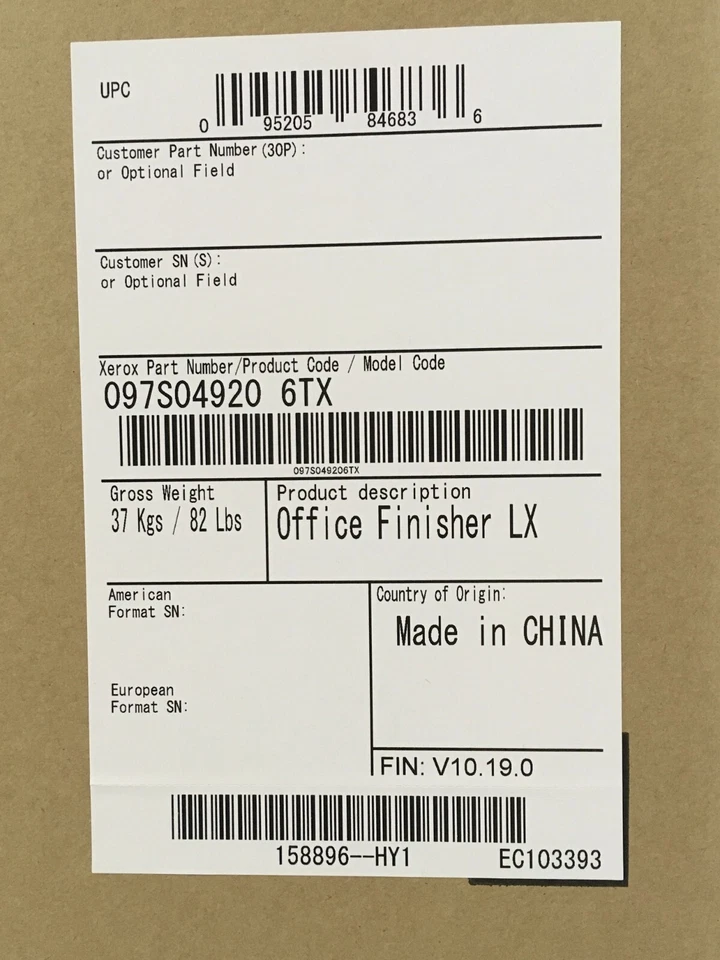 UPC
0 95205 84683 6
Customer Part Number (30P):
or Optional Field
Customer SN (S):
or Optional Field
Xerox Part Number/Product Code / Model Code
097S04920 6TX
097S049206TX
Gross Weight
37 Kgs / 82 Lbs
Product description
Office Finisher LX
American
Format SN:
European
Format SN:
Country of Origin:
Made in CHINA
FIN: V10.19.0
158896--HY1
EC103393